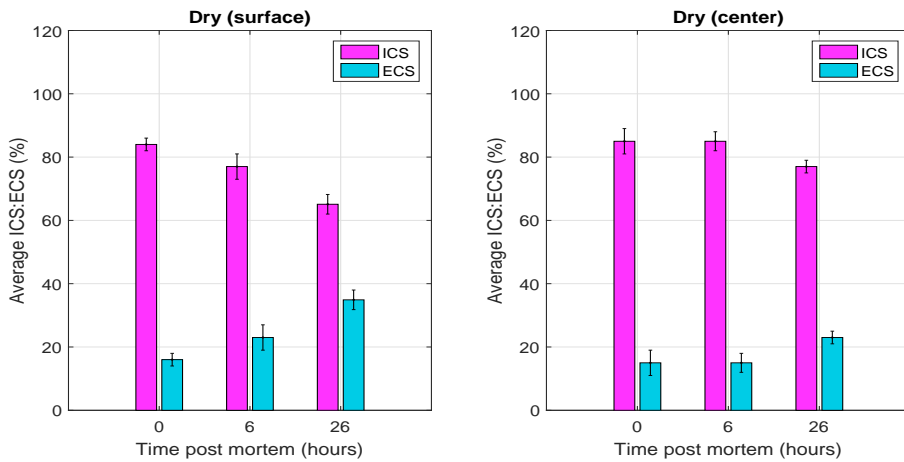 Dry (surface)
120
100
80
60
40
20
0
Average ICS:ECS (%)
ICS
ECS
0 6 26
Time post mortem (hours)
Dry (center)
120
100
80
60
40
20
0
Average ICS:ECS (%)
ICS
ECS
0 6 26
Time post mortem (hours)